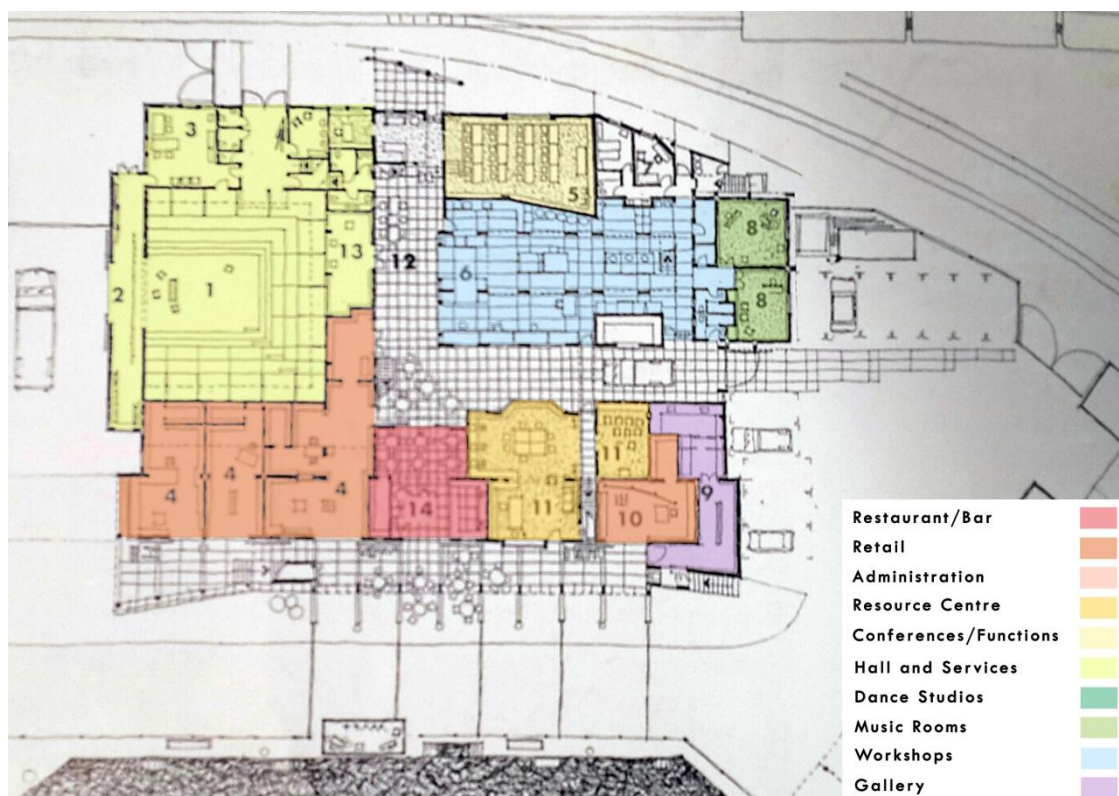 3
5
8
13
12
2
1
6
8
4
4
4
14
11
11
10
9
Restaurant/Bar
Retail
Administration
Resource Centre
Conferences/Functions
Hall and Services
Dance Studios
Music Rooms
Workshops
Gallery